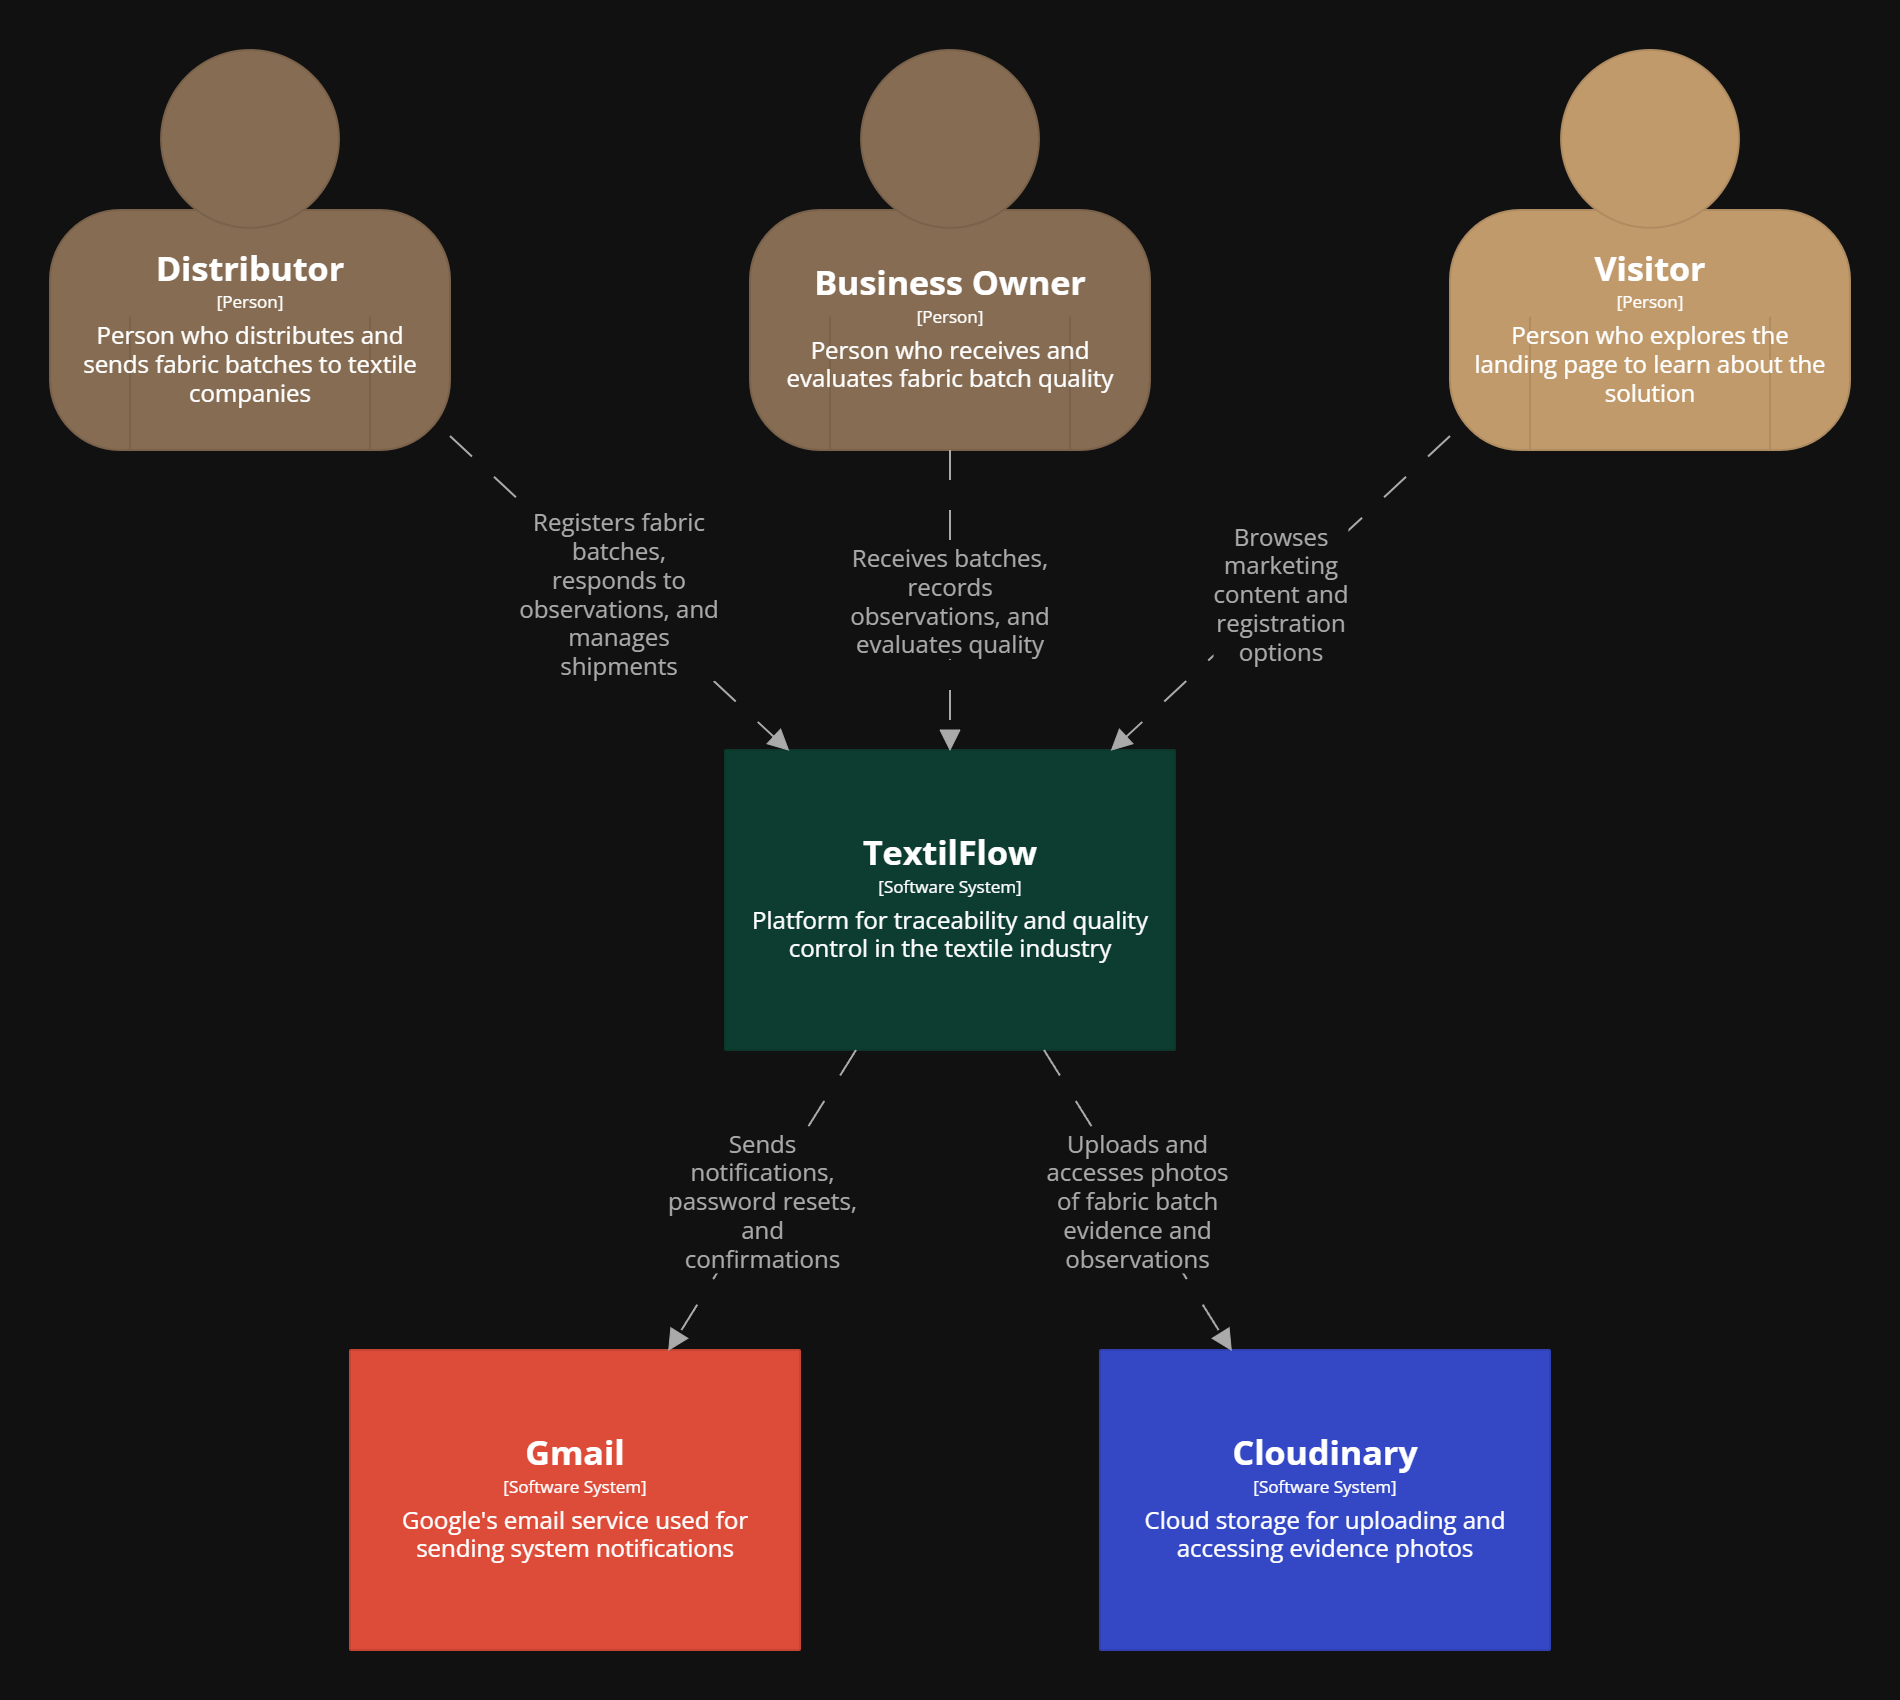 Distributor
[Person]
Person who distributes and
sends fabric batches to textile
companies
Business Owner
[Person]
Person who receives and
evaluates fabric batch quality
Visitor
[Person]
Person who explores the
landing page to learn about the
solution
Registers fabric
batches,
responds to
observations, and
manages
shipments
Receives batches,
records
observations, and
evaluates quality
Browses
marketing
content and
registration
options
TextilFlow
[Software System]
Platform for traceability and quality
control in the textile industry
Sends
notifications,
password resets,
and
confirmations
Uploads and
accesses photos
of fabric batch
evidence and
observations
Gmail
[Software System]
Google's email service used for
sending system notifications
Cloudinary
[Software System]
Cloud storage for uploading and
accessing evidence photos